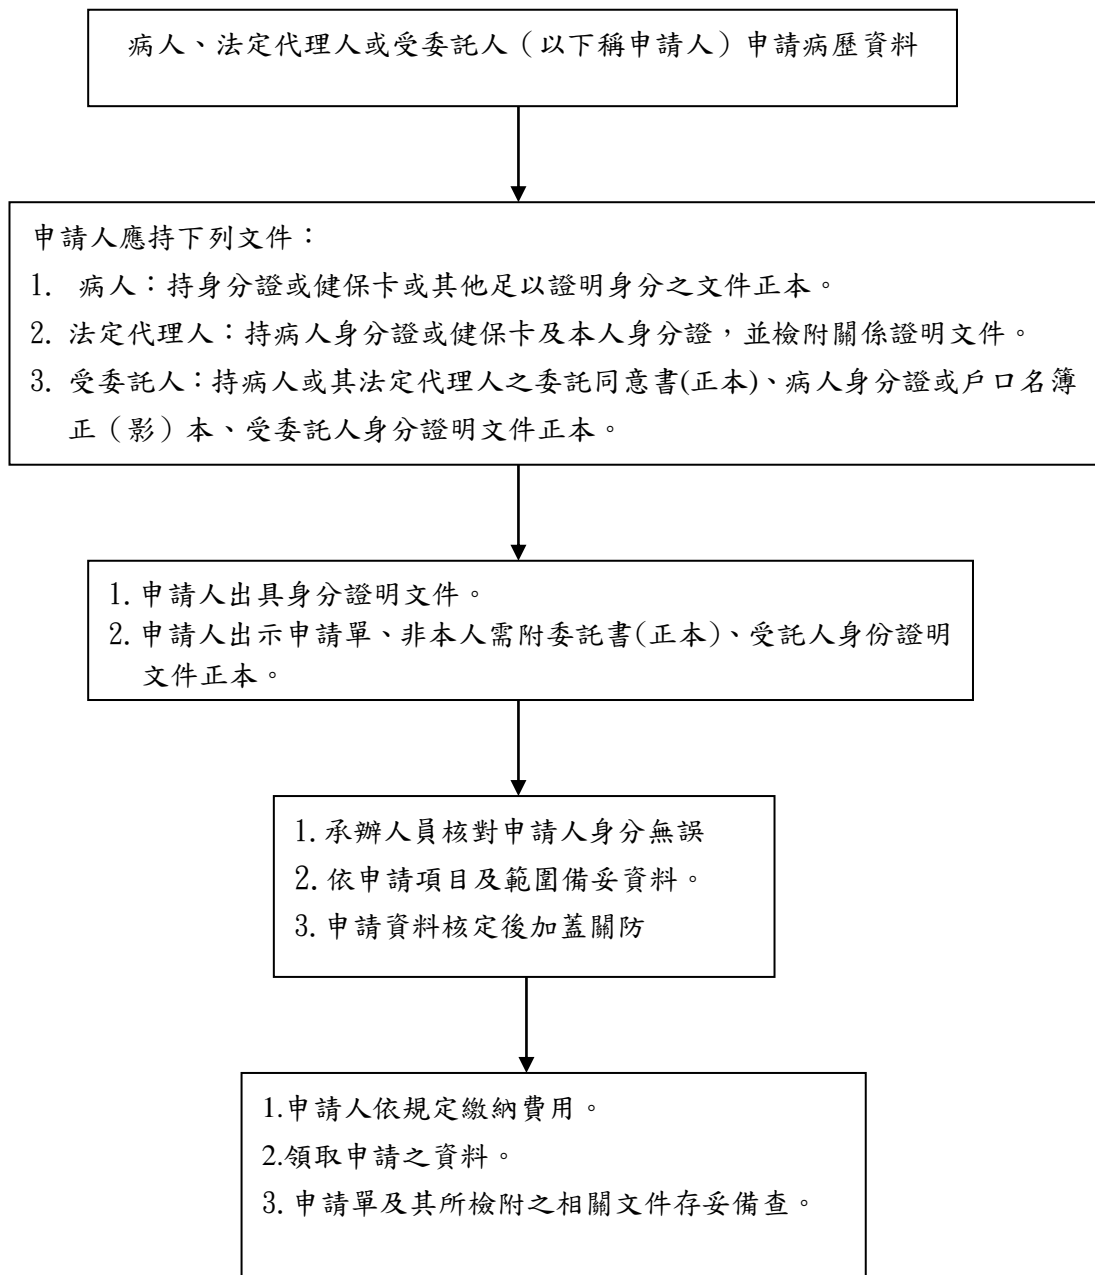 病人、法定代理人或受委託人（以下稱申請人）申請病歷資料
申請人應持下列文件：
1. 病人：持身分證或健保卡或其他足以證明身分之文件正本。
2. 法定代理人：持病人身分證或健保卡及本人身分證，並檢附關係證明文件。
3. 受委託人：持病人或其法定代理人之委託同意書(正本)、病人身分證或戶口名簿
正（影）本、受委託人身分證明文件正本。
1. 申請人出具身分證明文件。
2. 申請人出示申請單、非本人需附委託書(正本)、受託人身份證明
文件正本。
1. 承辦人員核對申請人身分無誤
2. 依申請項目及範圍備妥資料。
3. 申請資料核定後加蓋關防
1.申請人依規定繳納費用。
2.領取申請之資料。
3. 申請單及其所檢附之相關文件存妥備查。